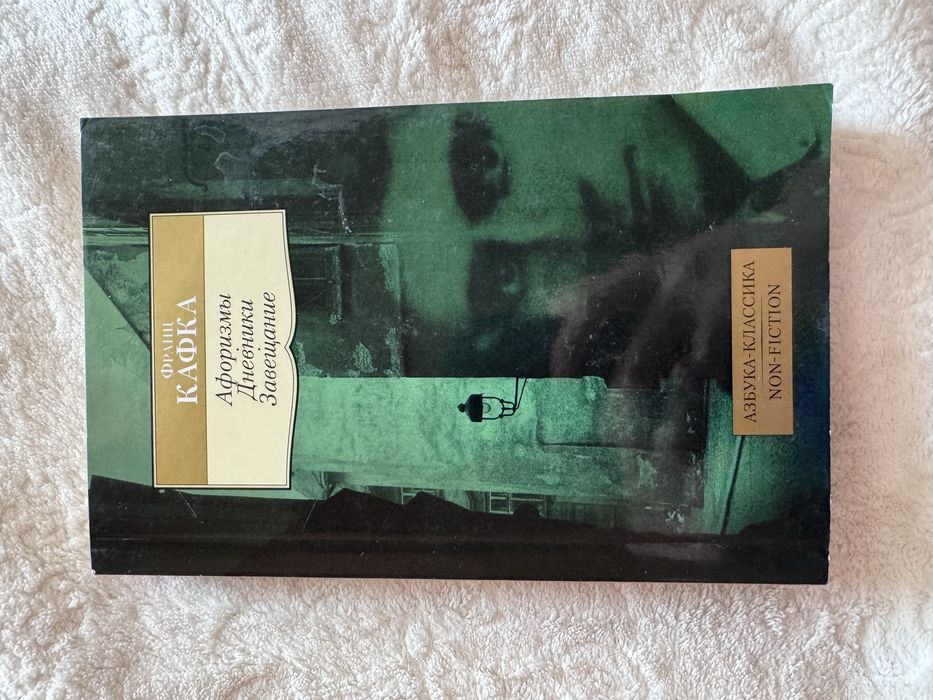 ФРАНЦ
КАФКА
Афоризмы
Дневники
Завещание
АЗБУКА-КЛАССИКА
NON-FICTION